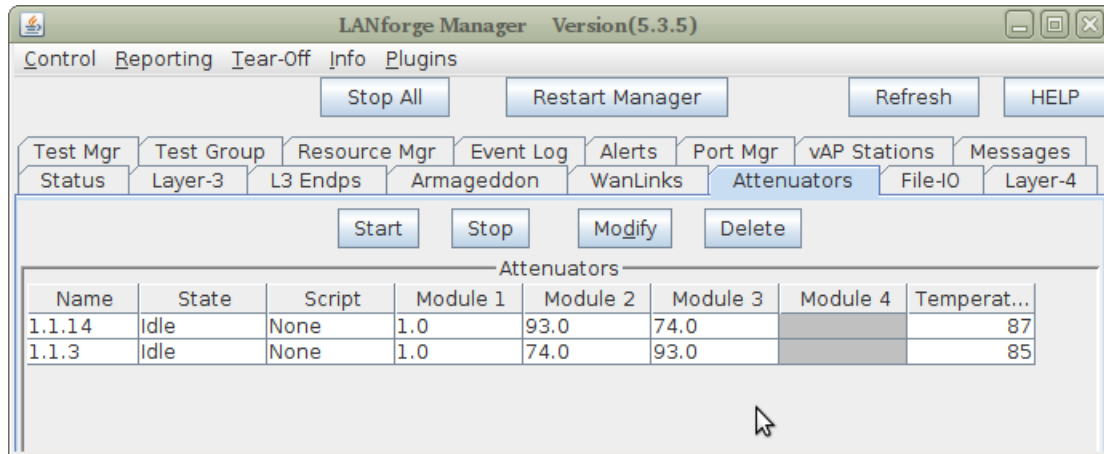 LANforge Manager Version(5.3.5)
Control Reporting Tear-Off Info Plugins
Stop All Restart Manager Refresh HELP
Test Mgr Test Group Resource Mgr Event Log Alerts Port Mgr vAP Stations Messages
Status Layer-3 L3 Endps Armageddon WanLinks Attenuators File-IO Layer-4
Start Stop Modify Delete
Attenuators
Name State Script Module 1 Module 2 Module 3 Module 4 Temperat...
1.1.14 Idle None 1.0 93.0 74.0 87
1.1.3 Idle None 1.0 74.0 93.0 85